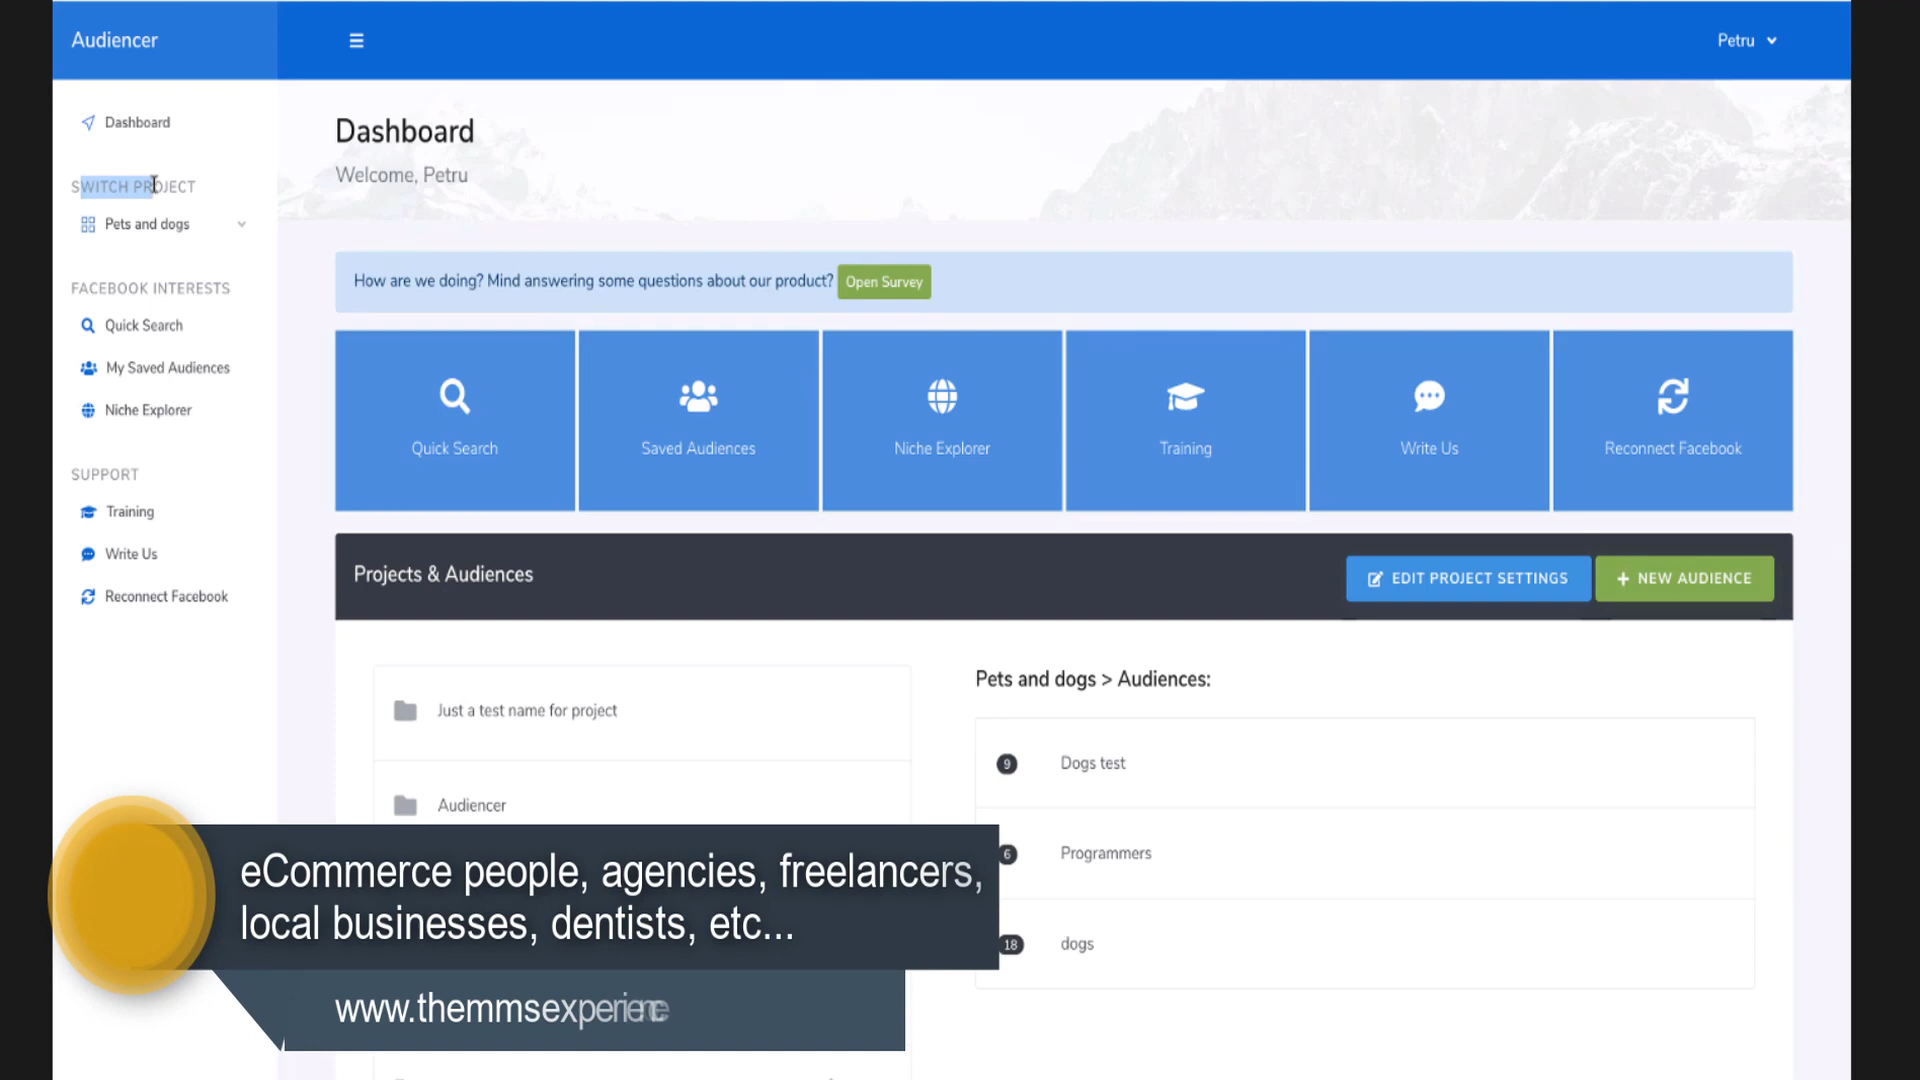 Audiencer
Petru
Dashboard
SWITCH PROJECT
Pets and dogs
FACEBOOK INTERESTS
Quick Search
My Saved Audiences
Niche Explorer
SUPPORT
Training
Write Us
Reconnect Facebook
Dashboard
Welcome, Petru
How are we doing? Mind answering some questions about our product? Open Survey
Quick Search
Saved Audiences
Niche Explorer
Training
Write Us
Reconnect Facebook
Projects & Audiences
EDIT PROJECT SETTINGS
+ NEW AUDIENCE
Just a test name for project
Audiencer
Pets and dogs > Audiences:
9 Dogs test
6 Programmers
18 dogs
eCommerce people, agencies, freelancers,
local businesses, dentists, etc...